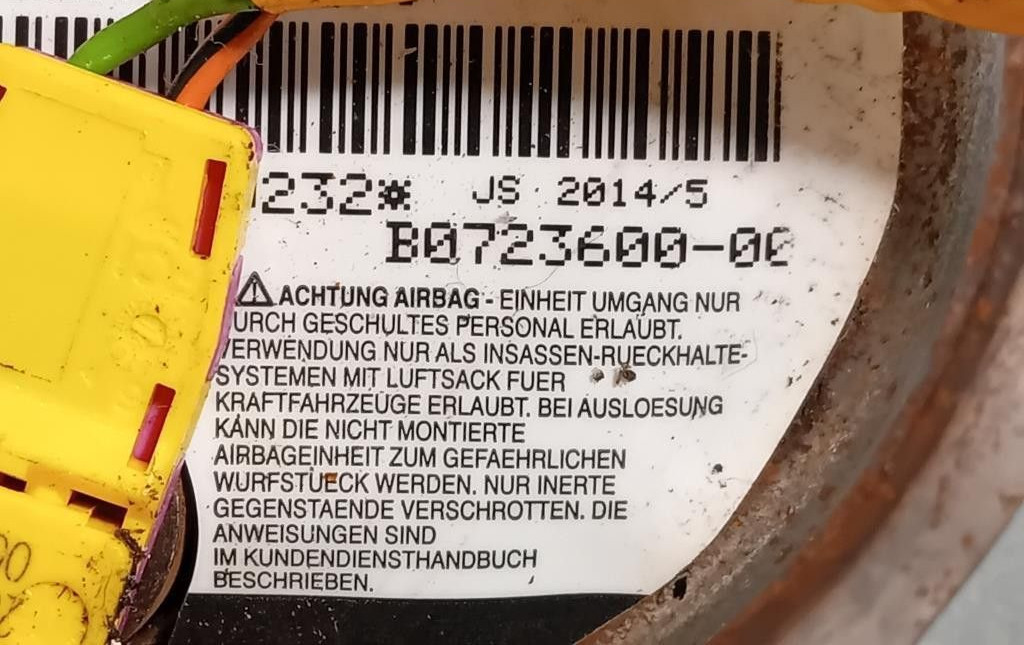 232* JS 2014/5
B0723600-00
ACHTUNG AIRBAG - EINHEIT UMGANG NUR
URCH GESCHULTES PERSONAL ERLAUBT.
VERWENDUNG NUR ALS INSASSEN-RUECKHALTE-
SYSTEMEN MIT LUFTSACK FUER
KRAFTFAHRZEUGE ERLAUBT. BEI AUSLOESUNG
KANN DIE NICHT MONTIERTE
AIRBAGEINHEIT ZUM GEFAEHRLICHEN
WURFSTUECK WERDEN. NUR INERTE
GEGENSTAENDE VERSCHROTTEN. DIE
ANWEISUNGEN SIND
IM KUNDENDIENSTHANDBUCH
BESCHRIEBEN.